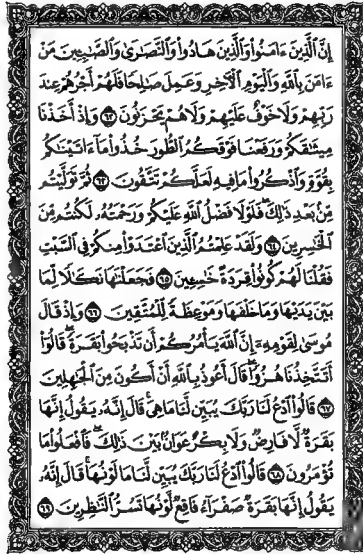 إِنَّ ٱلَّذِينَ ءَامَنُواْ وَٱلَّذِينَ هَادُواْ وَٱلنَّصَٰرَىٰ وَٱلصَّٰبِـِٔينَ مَنۡ
ءَامَنَ بِٱللَّهِ وَٱلۡيَوۡمِ ٱلۡأٓخِرِ وَعَمِلَ صَٰلِحٗا فَلَهُمۡ أَجۡرُهُمۡ عِندَ
رَبِّهِمۡ وَلَا خَوۡفٌ عَلَيۡهِمۡ وَلَا هُمۡ يَحۡزَنُونَ ٦٢ وَإِذۡ أَخَذۡنَا
مِيثَٰقَكُمۡ وَرَفَعۡنَا فَوۡقَكُمُ ٱلطُّورَ خُذُواْ مَآ ءَاتَيۡنَٰكُم
بِقُوَّةٖ وَٱذۡكُرُواْ مَا فِيهِ لَعَلَّكُمۡ تَتَّقُونَ ٦٣ ثُمَّ تَوَلَّيۡتُم
مِّنۢ بَعۡدِ ذَٰلِكَۖ فَلَوۡلَا فَضۡلُ ٱللَّهِ عَلَيۡكُمۡ وَرَحۡمَتُهُۥ لَكُنتُم مِّنَ
ٱلۡخَٰسِرِينَ ٦٤ وَلَقَدۡ عَلِمۡتُمُ ٱلَّذِينَ ٱعۡتَدَوۡاْ مِنكُمۡ فِي ٱلسَّبۡتِ
فَقُلۡنَا لَهُمۡ كُونُواْ قِرَدَةً خَٰسِـِٔينَ ٦٥ فَجَعَلۡنَٰهَا نَكَٰلٗا لِّمَا
بَيۡنَ يَدَيۡهَا وَمَا خَلۡفَهَا وَمَوۡعِظَةٗ لِّلۡمُتَّقِينَ ٦٦ وَإِذۡ قَالَ
مُوسَىٰ لِقَوۡمِهِۦٓ إِنَّ ٱللَّهَ يَأۡمُرُكُمۡ أَن تَذۡبَحُواْ بَقَرَةٗۖ قَالُوٓاْ
أَتَتَّخِذُنَا هُزُوٗاۖ قَالَ أَعُوذُ بِٱللَّهِ أَنۡ أَكُونَ مِنَ ٱلۡجَٰهِلِينَ
٦٧ قَالُواْ ٱدۡعُ لَنَا رَبَّكَ يُبَيِّن لَّنَا مَا هِيَۚ قَالَ إِنَّهُۥ يَقُولُ إِنَّهَا
بَقَرَةٞ لَّا فَارِضٞ وَلَا بِكۡرٌ عَوَانُۢ بَيۡنَ ذَٰلِكَۖ فَٱفۡعَلُواْ مَا
تُؤۡمَرُونَ ٦٨ قَالُواْ ٱدۡعُ لَنَا رَبَّكَ يُبَيِّن لَّنَا مَا لَوۡنُهَاۚ قَالَ إِنَّهُۥ
يَقُولُ إِنَّهَا بَقَرَةٞ صَفۡرَآءُ فَاقِعٞ لَّوۡنُهَا تَسُرُّ ٱلنَّٰظِرِينَ ٦٩